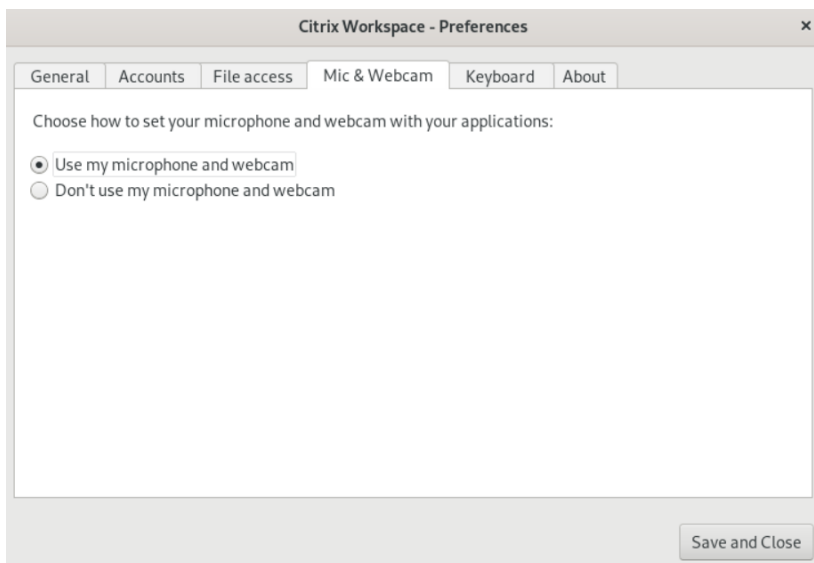 Citrix Workspace - Preferences ×
General Accounts File access Mic & Webcam Keyboard About
Choose how to set your microphone and webcam with your applications:
Use my microphone and webcam
Don't use my microphone and webcam
Save and Close